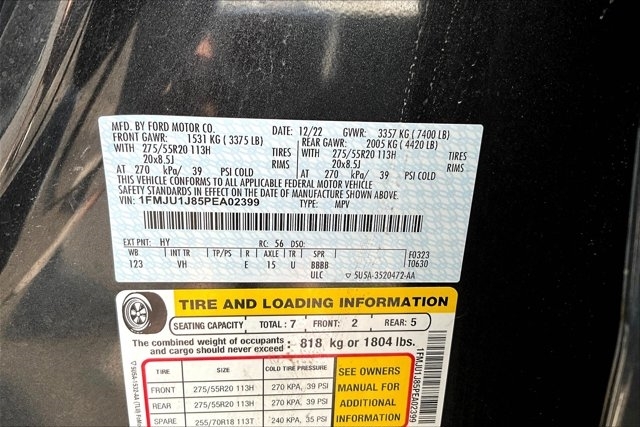 MFD. BY FORD MOTOR CO.   DATE: 12/22   GVWR: 3357 KG (7400 LB)
FRONT GAWR: 1531 KG (3375 LB)   REAR GAWR: 2005 KG (4420 LB)
WITH 275/55R20 113H TIRES   WITH 275/55R20 113H TIRES
20x8.5J RIMS   20x8.5J RIMS
AT 270 kPa/ 39 PSI COLD   AT 270 kPa/ 39 PSI COLD
THIS VEHICLE CONFORMS TO ALL APPLICABLE FEDERAL MOTOR VEHICLE
SAFETY STANDARDS IN EFFECT ON THE DATE OF MANUFACTURE SHOWN ABOVE.
VIN: 1FMJU1J85PEA02399   TYPE: MPV
EXT PNT: HY   RC: 56 DSO:
WB INT TR TP/PS R AXLE TR SPR   F0323
123 VH E 15 U BBBB   T0630
ULC   ▽ 5U5A-3520472-AA
TIRE AND LOADING INFORMATION
SEATING CAPACITY TOTAL: 7 FRONT: 2 REAR: 5
The combined weight of occupants
and cargo should never exceed: 818 kg or 1804 lbs.
TIRE SIZE COLD TIRE PRESSURE
FRONT 275/55R20 113H 270 KPA, 39 PSI
REAR 275/55R20 113H 270 KPA, 39 PSI
SPARE 255/70R18 113T 240 KPA, 35 PSI
SEE OWNERS
MANUAL FOR
ADDITIONAL
INFORMATION
1FMJU1J85PEA02399